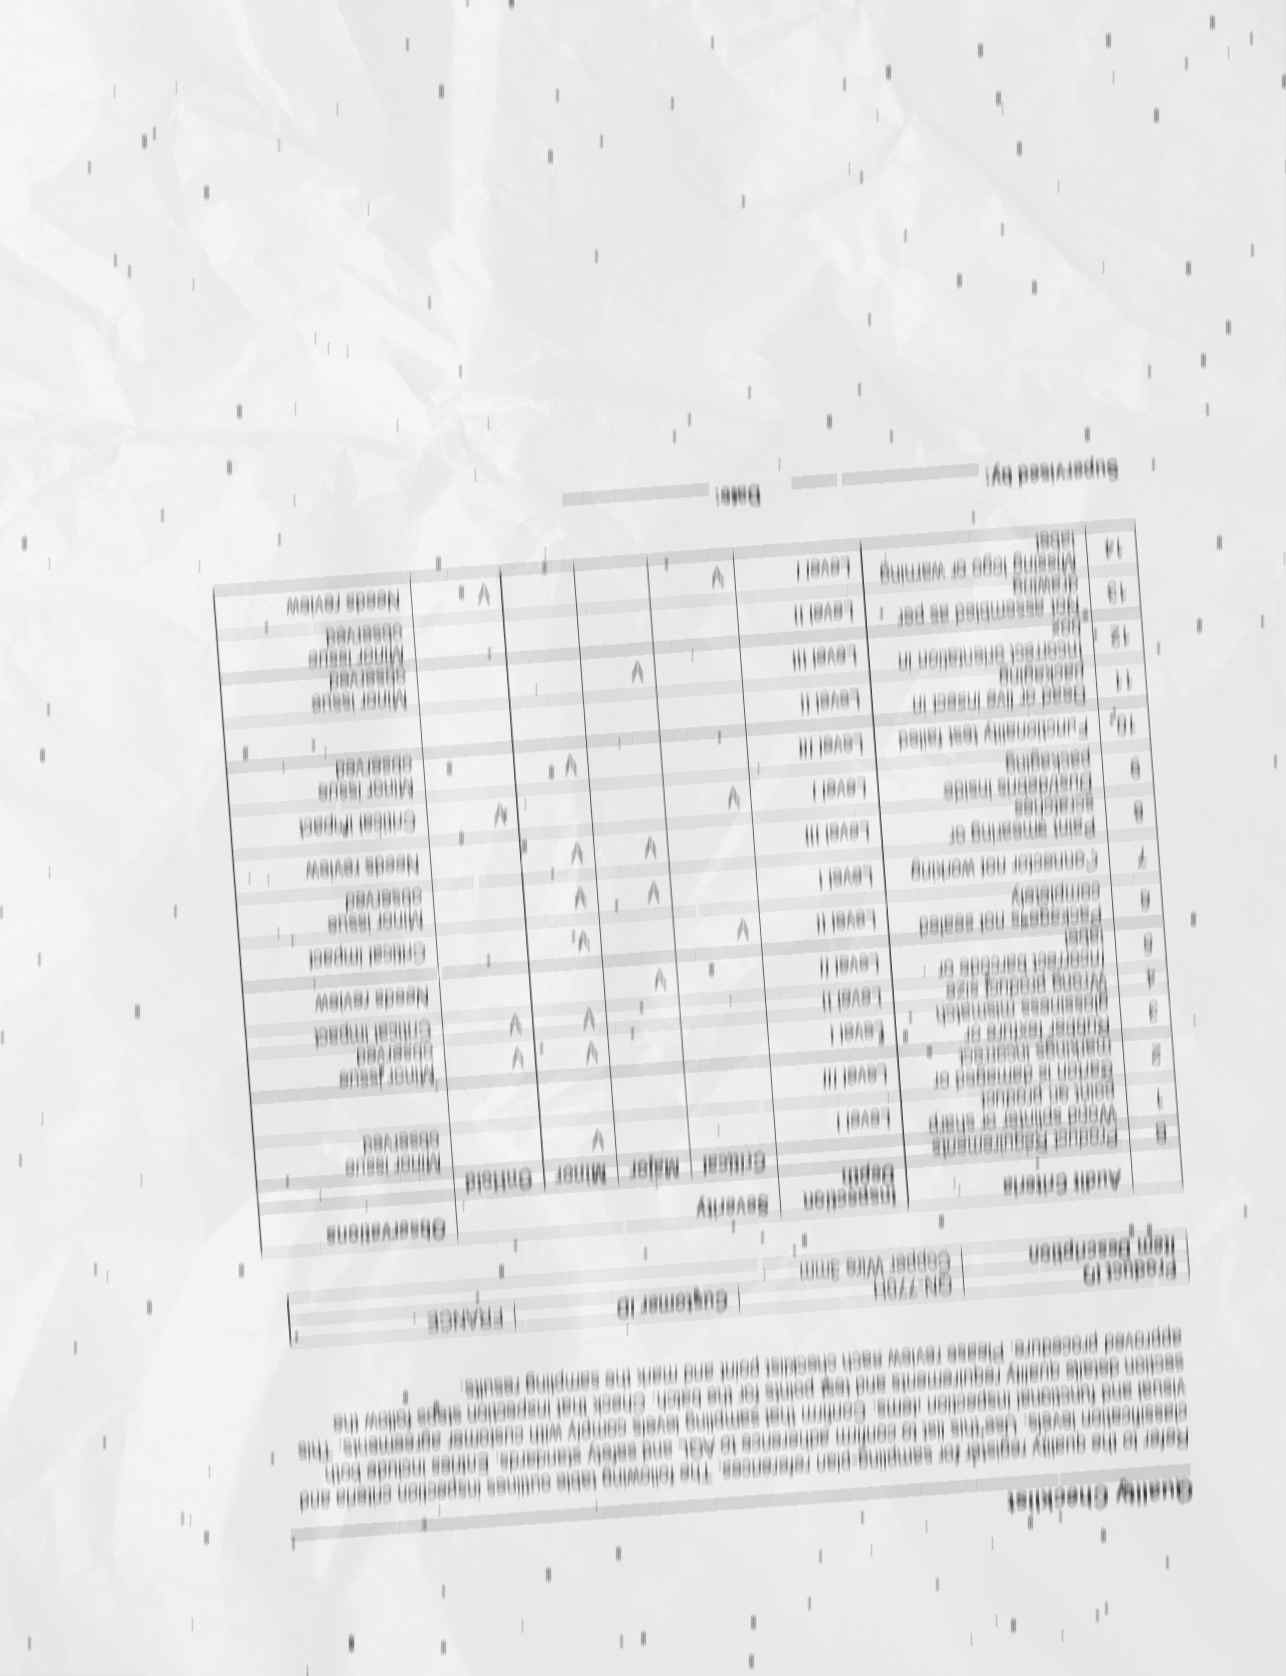 Quality Checklist
Refer to the quality register for sampling plan references. The following table outlines inspection criteria and
classification levels. Use this list to confirm adherence to AQL and safety standards. Entries include both
visual and functional inspection items. Confirm that sampling levels comply with customer agreements. This
section details quality requirements and test points for the batch. Check that inspection steps follow the
approved procedure. Please review each checklist point and mark the sampling results.
Product ID Customer ID FRANCE
Item Description Copper Wire 3mm
Audit Criteria Inspection Depth Severity Observations
Critical Major Minor OnHold
Product Requirements
1 Wood splinter or sharp point on product Level I V Minor issue observed
2 Carton is damaged or markings incorrect Level III
3 Rubber texture or glossiness mismatch Level I V V Minor issue observed
4 Wrong product size Level II V V Critical impact
5 Incorrect barcode or label Level II V Needs review
6 Packages not sealed completely Level II V V Critical impact
7 Connector not working Level I V V Minor issue observed
8 Paint smearing or scratches Level III V V Needs review
9 inside packaging Level I V V Critical impact
10 Functionality test failed Level III V Minor issue observed
11 Dead or live insect in packaging Level II
12 Incorrect orientation in box Level III V Minor issue observed
13 Not assembled as per drawing Level II Minor issue observed
14 Missing logo or warning label Level I V V Needs review
Supervised by: Date: